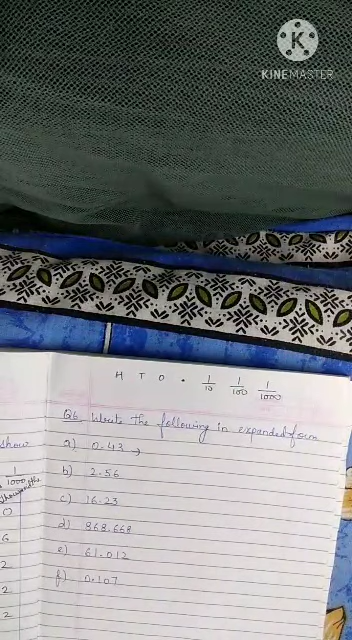 K
KINEMASTER
H T O . 1/10 1/100 1/1000
Q6. Write the following in expanded form
show
a) 0.43 →
1/1000
b) 2.56
Thousandths
c) 16.23
0
d) 868.668
6
e) 61.012
2
f) 0.107
2
2